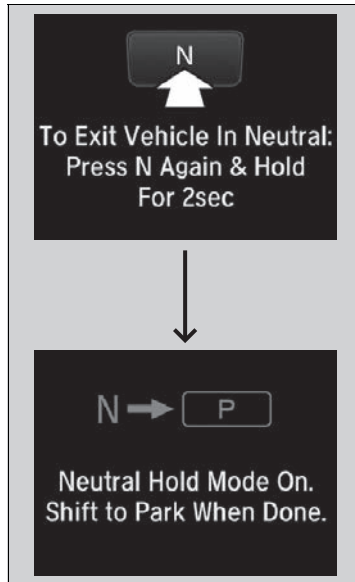 N
To Exit Vehicle In Neutral:
Press N Again & Hold
For 2sec
N P
Neutral Hold Mode On.
Shift to Park When Done.